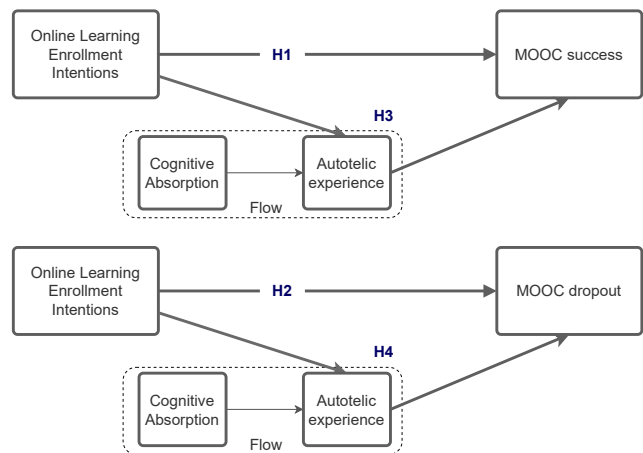 Online Learning
Enrollment
Intentions
H1
MOOC success
H3
Cognitive
Absorption
Autotelic
experience
Flow
Online Learning
Enrollment
Intentions
H2
MOOC dropout
H4
Cognitive
Absorption
Autotelic
experience
Flow